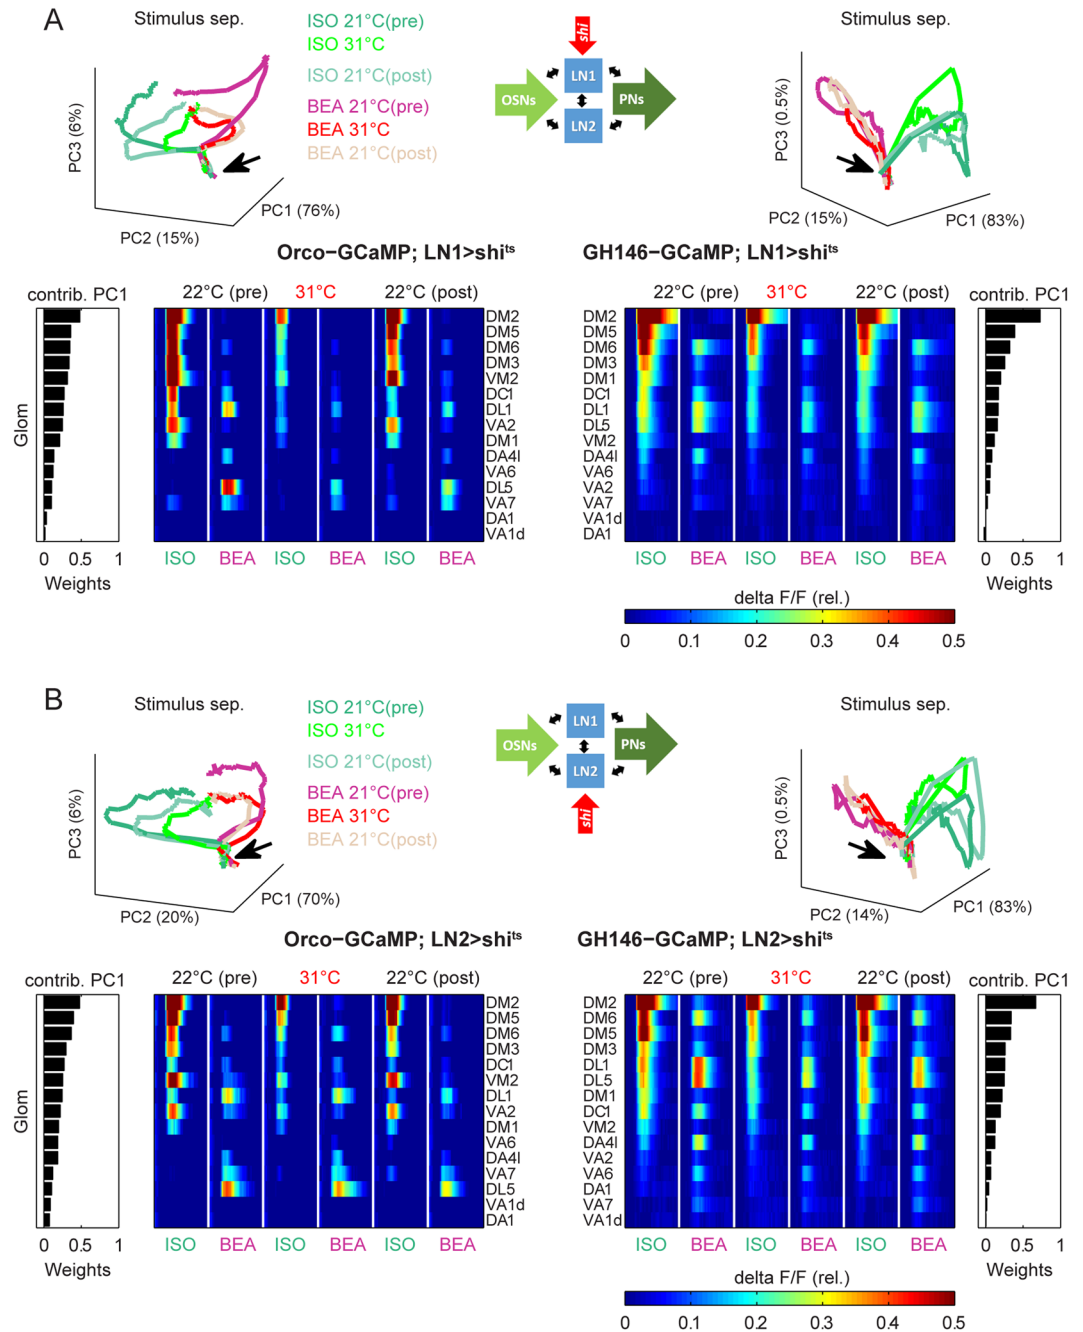 A
Stimulus sep.
ISO 21°C(pre)
ISO 31°C
ISO 21°C(post)
BEA 21°C(pre)
BEA 31°C
BEA 21°C(post)
PC3 (6%)
PC2 (15%)
PC1 (76%)
shi
OSNs
LN1
LN2
PNs
Stimulus sep.
PC3 (0.5%)
PC2 (15%)
PC1 (83%)
Orco−GCaMP; LN1>shits
GH146−GCaMP; LN1>shits
contrib. PC1
22°C (pre)
31°C
22°C (post)
22°C (pre)
31°C
22°C (post)
contrib. PC1
Glom
DM2
DM5
DM6
DM3
VM2
DC1
DL1
VA2
DM1
DA4l
VA6
DL5
VA7
DA1
VA1d
DM2
DM5
DM6
DM3
DM1
DC1
DL1
DL5
VM2
DA4l
VA6
VA2
VA7
VA1d
DA1
0 0.5 1
Weights
ISO BEA ISO BEA ISO BEA
ISO BEA ISO BEA ISO BEA
0 0.5 1
Weights
delta F/F (rel.)
0 0.1 0.2 0.3 0.4 0.5
B
Stimulus sep.
ISO 21°C(pre)
ISO 31°C
ISO 21°C(post)
BEA 21°C(pre)
BEA 31°C
BEA 21°C(post)
PC3 (6%)
PC2 (20%)
PC1 (70%)
OSNs
LN1
LN2
PNs
shi
Stimulus sep.
PC3 (0.5%)
PC2 (14%)
PC1 (83%)
Orco−GCaMP; LN2>shits
GH146−GCaMP; LN2>shits
contrib. PC1
22°C (pre)
31°C
22°C (post)
22°C (pre)
31°C
22°C (post)
contrib. PC1
Glom
DM2
DM5
DM6
DM3
DC1
VM2
DL1
VA2
DM1
VA6
DA4l
VA7
DL5
VA1d
DA1
DM2
DM6
DM5
DM3
DL1
DL5
DM1
DC1
VM2
DA4l
VA2
VA6
DA1
VA7
VA1d
0 0.5 1
Weights
ISO BEA ISO BEA ISO BEA
ISO BEA ISO BEA ISO BEA
0 0.5 1
Weights
delta F/F (rel.)
0 0.1 0.2 0.3 0.4 0.5